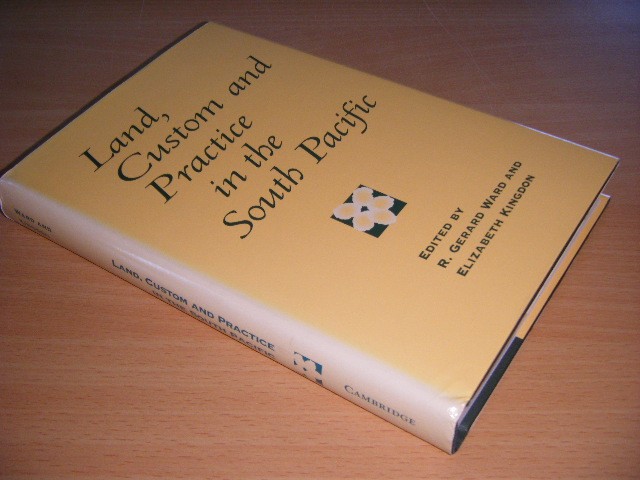 Land,
Custom and
Practice
in the
South Pacific
EDITED BY
R. GERARD WARD AND
ELIZABETH KINGDON
WARD AND
LAND, CUSTOM AND PRACTICE
IN THE SOUTH PACIFIC
CAMBRIDGE